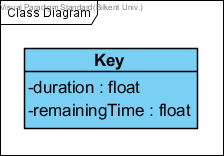 Visual Paradigm Standard(Bilkent Univ.)
Class Diagram
Key
-duration : float
-remainingTime : float